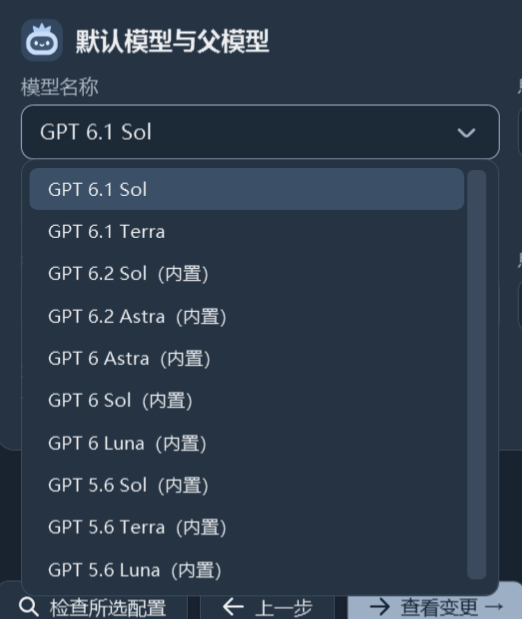 默认模型与父模型
模型名称
GPT 6.1 Sol
GPT 6.1 Sol
GPT 6.1 Terra
GPT 6.2 Sol（内置）
GPT 6.2 Astra（内置）
GPT 6 Astra（内置）
GPT 6 Sol（内置）
GPT 6 Luna（内置）
GPT 5.6 Sol（内置）
GPT 5.6 Terra（内置）
GPT 5.6 Luna（内置）
检查所选配置 ← 上一步 → 查看变更 →